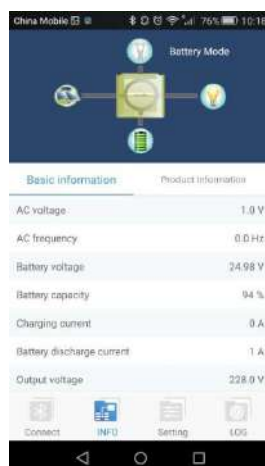 China Mobile 76% 10:18
Battery Mode
Basic information Product Information
AC voltage 1.0 V
AC frequency 0.0 Hz
Battery voltage 24.98 V
Battery capacity 94 %
Charging current 0 A
Battery discharge current 1 A
Output voltage 228.0 V
Connect INFO Setting LOG